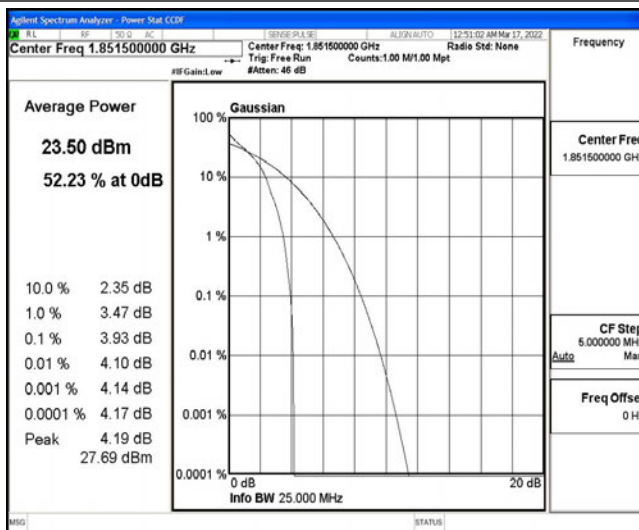 Agilent Spectrum Analyzer - Power Stat CCDF
RL RF 50 Ω AC SENSE:PULSE ALIGN AUTO 12:51:02 AM Mar 17, 2022
Center Freq 1.851500000 GHz
Center Freq: 1.851500000 GHz Radio Std: None
Trig: Free Run Counts:1.00 M/1.00 Mpt
#IFGain:Low #Atten: 46 dB
Average Power
23.50 dBm
52.23 % at 0dB
10.0 % 2.35 dB
1.0 % 3.47 dB
0.1 % 3.93 dB
0.01 % 4.10 dB
0.001 % 4.14 dB
0.0001 % 4.17 dB
Peak 4.19 dB
27.69 dBm
Gaussian
100 %
10 %
1 %
0.1 %
0.01 %
0.001 %
0.0001 %
0 dB 20 dB
Info BW 25.000 MHz
Frequency
Center Fre
1.851500000 GH
CF Step
5.000000 MH
Auto Ma
Freq Offse
0 H
MSG STATUS